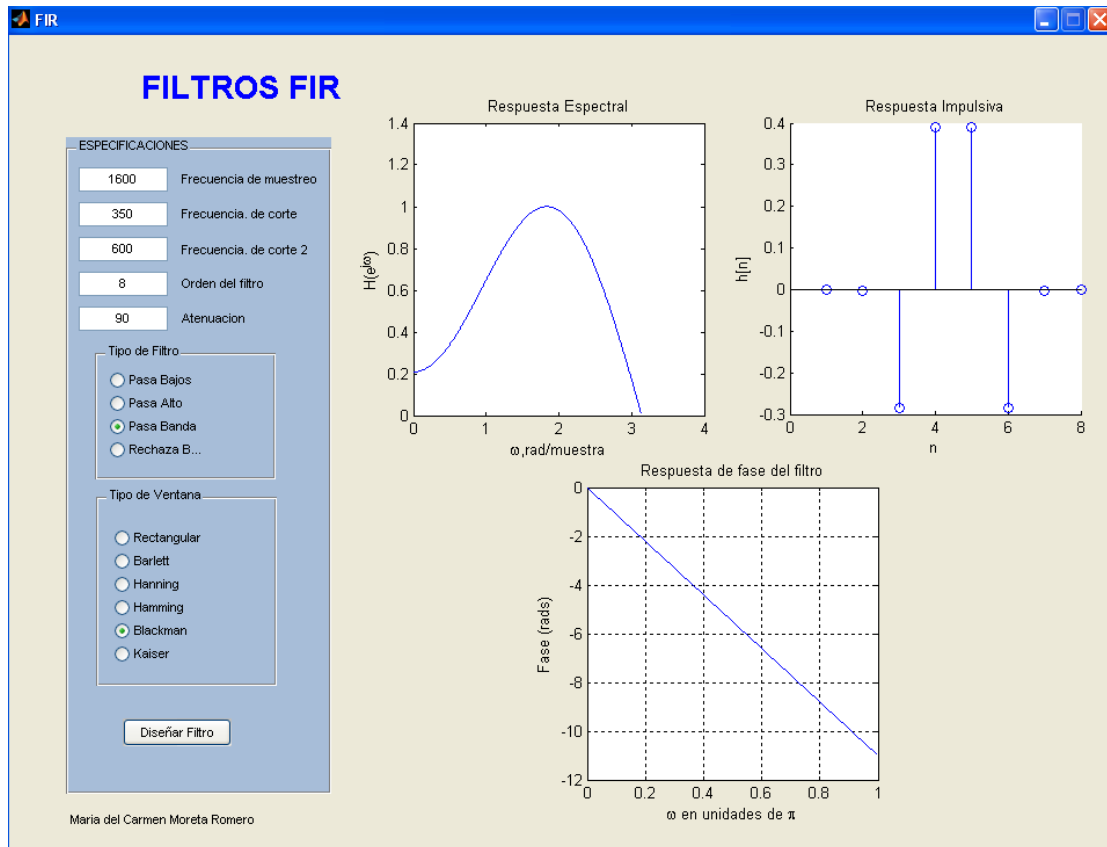 FIR
FILTROS FIR
ESPECIFICACIONES
1600 Frecuencia de muestreo
350 Frecuencia. de corte
600 Frecuencia. de corte 2
8 Orden del filtro
90 Atenuacion
Tipo de Filtro
Pasa Bajos
Pasa Alto
Pasa Banda
Rechaza B...
Tipo de Ventana
Rectangular
Barlett
Hanning
Hamming
Blackman
Kaiser
Diseñar Filtro
Maria del Carmen Moreta Romero
Respuesta Espectral
1.4
1.2
1
0.8
0.6
0.4
0.2
0
H(e^jω)
0 1 2 3 4
ω,rad/muestra
Respuesta Impulsiva
0.4
0.3
0.2
0.1
0
-0.1
-0.2
-0.3
h[n]
0 2 4 6 8
n
Respuesta de fase del filtro
0
-2
-4
-6
-8
-10
-12
Fase (rads)
0 0.2 0.4 0.6 0.8 1
ω en unidades de π